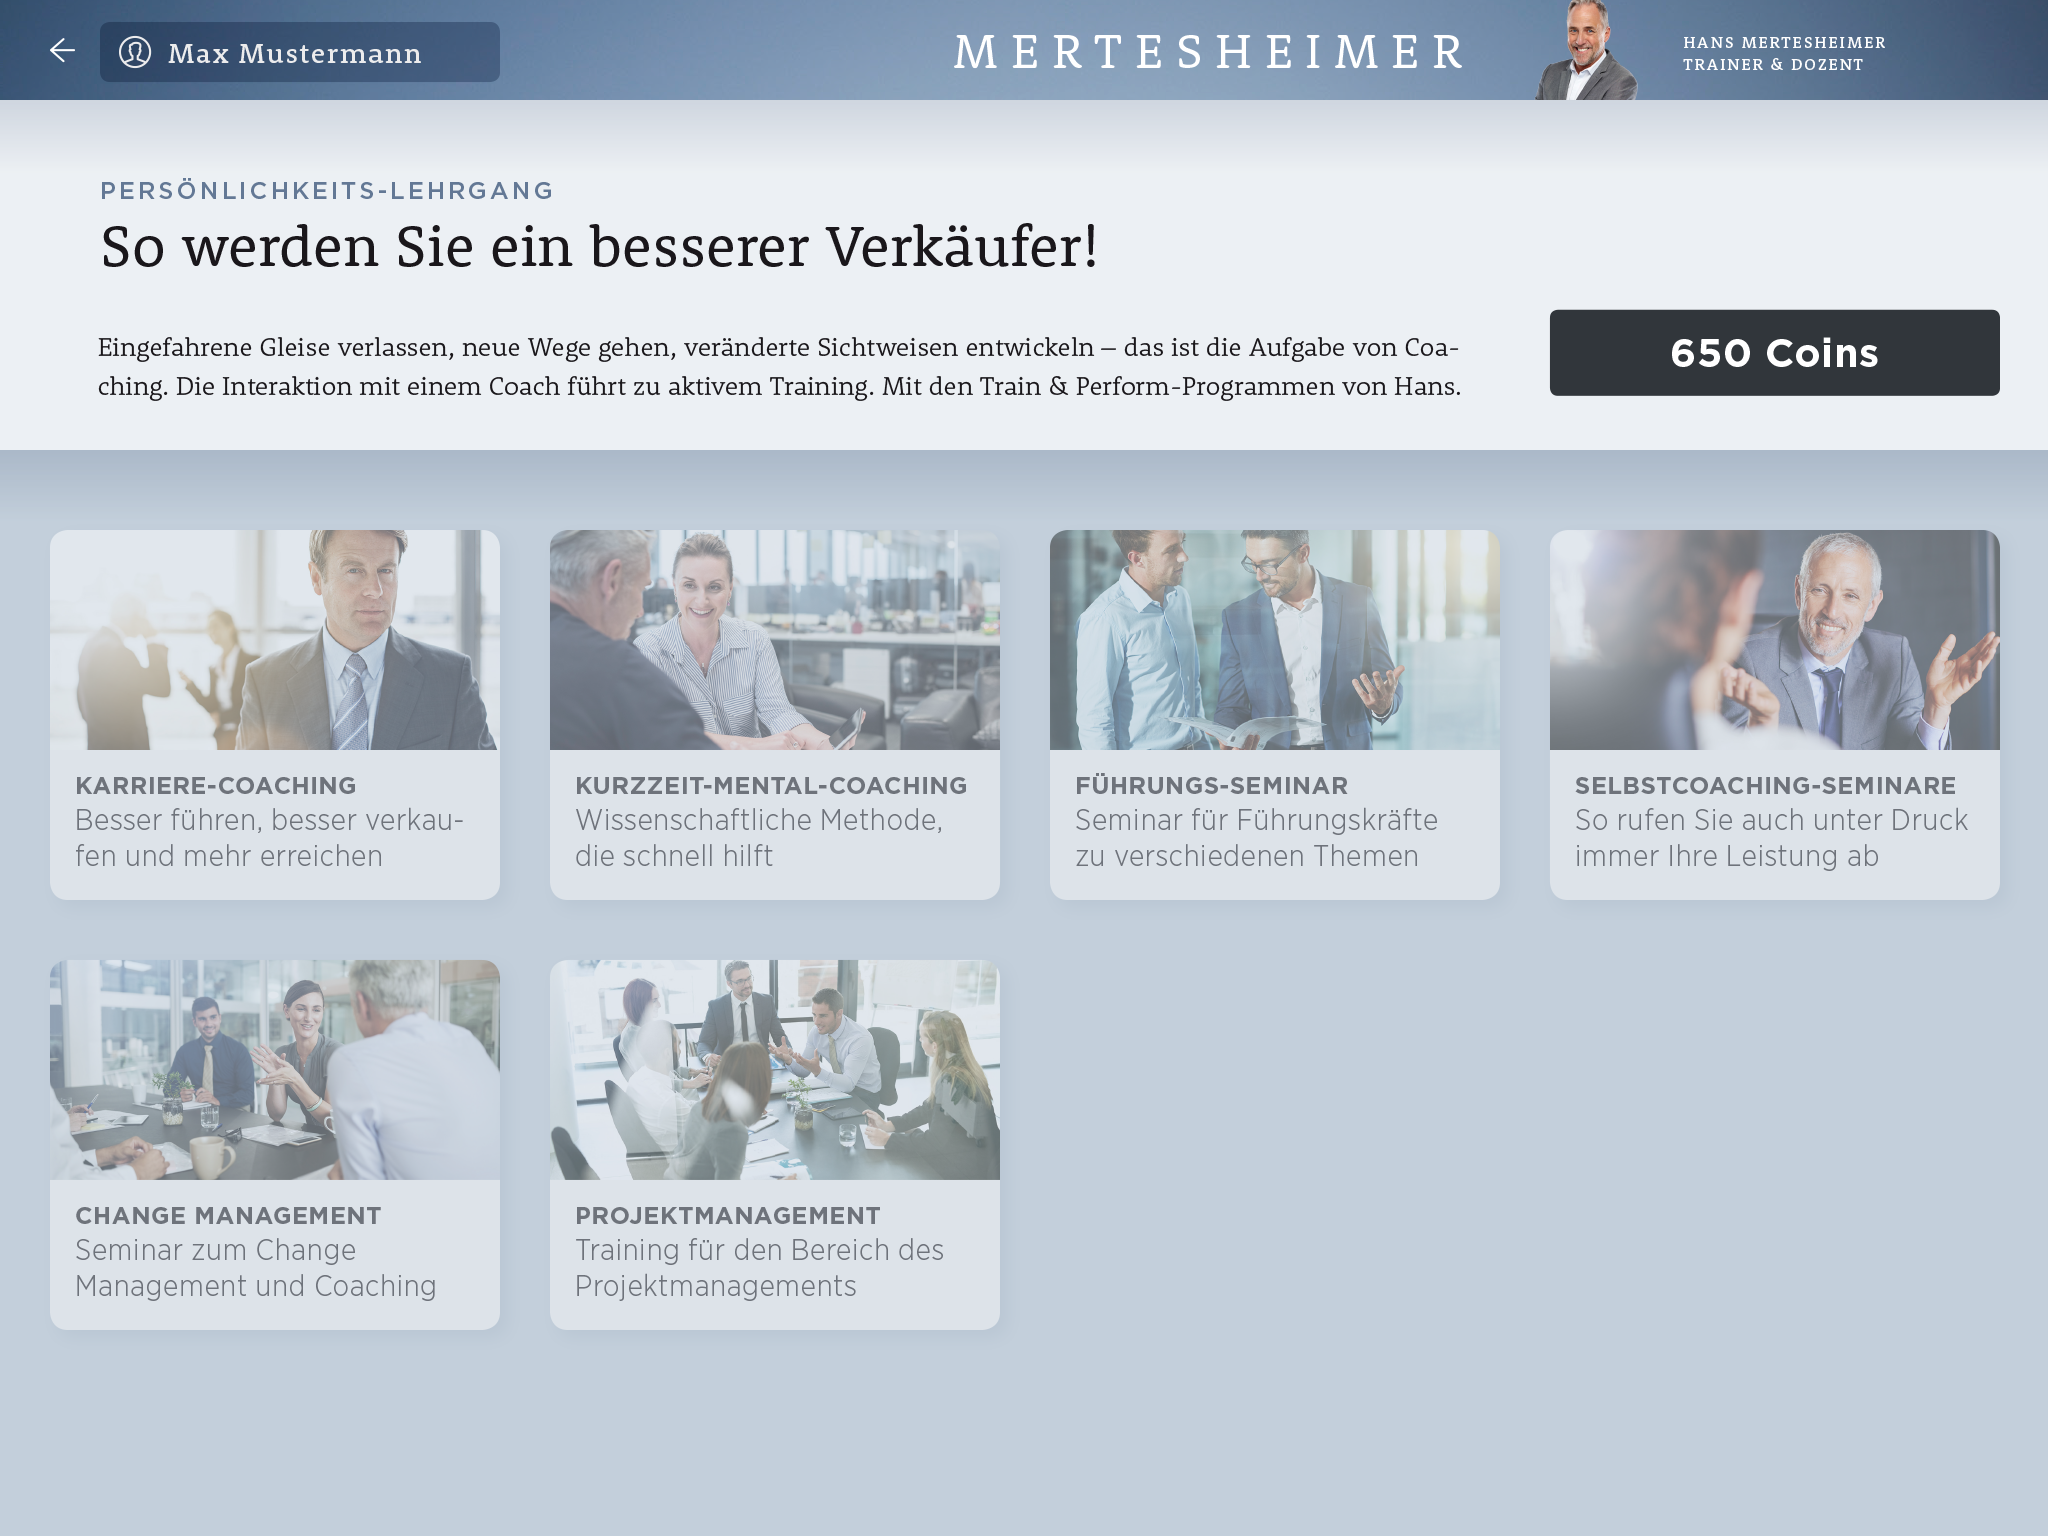 Max Mustermann
MERTESHEIMER
HANS MERTESHEIMER
TRAINER & DOZENT
PERSÖNLICHKEITS-LEHRGANG
So werden Sie ein besserer Verkäufer!
Eingefahrene Gleise verlassen, neue Wege gehen, veränderte Sichtweisen entwickeln – das ist die Aufgabe von Coa-
ching. Die Interaktion mit einem Coach führt zu aktivem Training. Mit den Train & Perform-Programmen von Hans.
650 Coins
KARRIERE-COACHING
Besser führen, besser verkau-
fen und mehr erreichen
KURZZEIT-MENTAL-COACHING
Wissenschaftliche Methode,
die schnell hilft
FÜHRUNGS-SEMINAR
Seminar für Führungskräfte
zu verschiedenen Themen
SELBSTCOACHING-SEMINARE
So rufen Sie auch unter Druck
immer Ihre Leistung ab
CHANGE MANAGEMENT
Seminar zum Change
Management und Coaching
PROJEKTMANAGEMENT
Training für den Bereich des
Projektmanagements